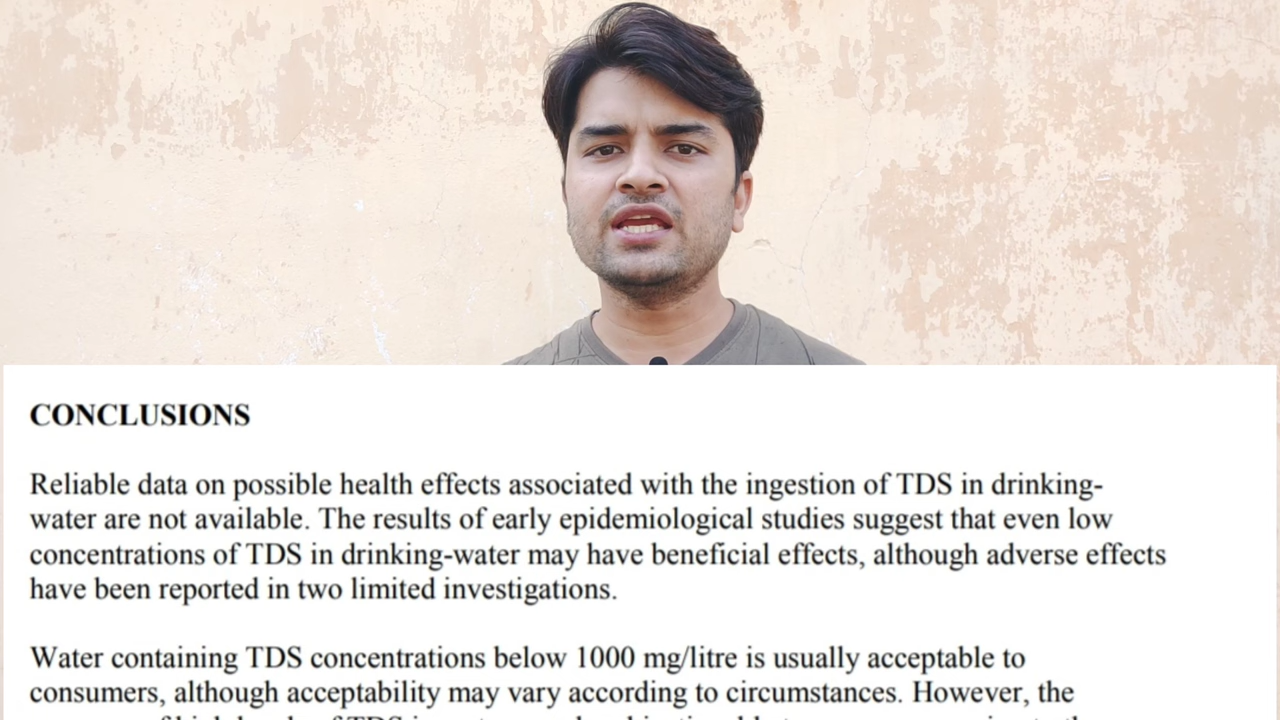 CONCLUSIONS
Reliable data on possible health effects associated with the ingestion of TDS in drinking-
water are not available. The results of early epidemiological studies suggest that even low
concentrations of TDS in drinking-water may have beneficial effects, although adverse effects
have been reported in two limited investigations.
Water containing TDS concentrations below 1000 mg/litre is usually acceptable to
consumers, although acceptability may vary according to circumstances. However, the